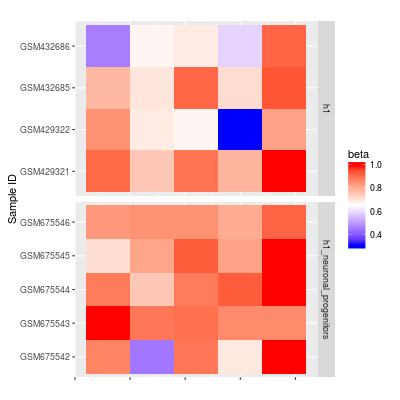 Sample ID
GSM432686
GSM432685
GSM429322
GSM429321
h1
GSM675546
GSM675545
GSM675544
GSM675543
GSM675542
h1_neuronal_progenitors
beta
1.0
0.8
0.6
0.4